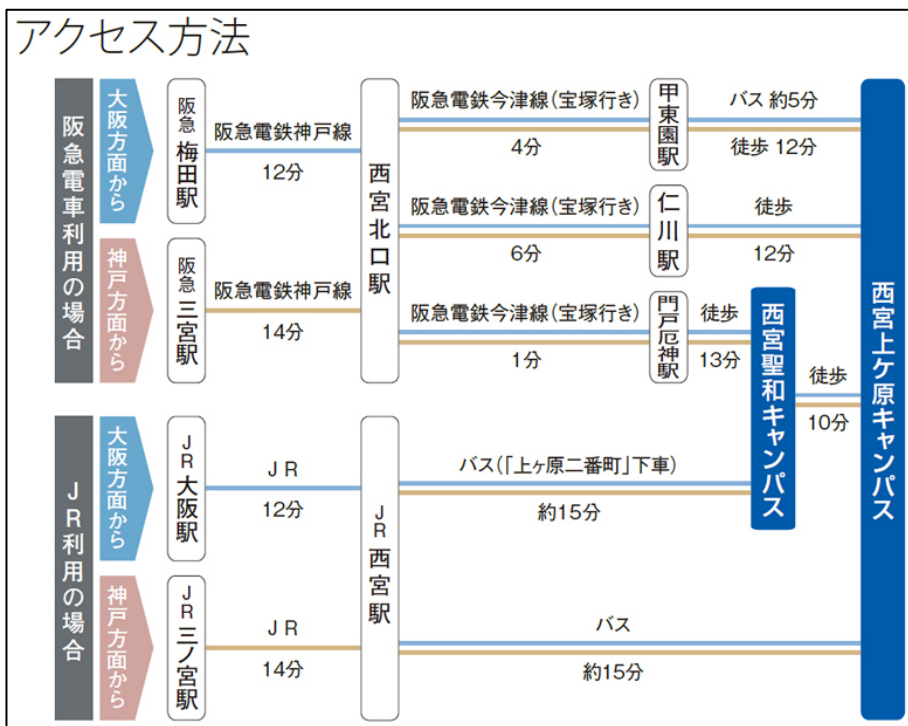 アクセス方法
阪急電車利用の場合
大阪方面から
阪急 梅田駅
阪急電鉄神戸線
12分
神戸方面から
阪急 三宮駅
阪急電鉄神戸線
14分
西宮北口駅
阪急電鉄今津線(宝塚行き)
4分
甲東園駅
バス 約5分
徒歩 12分
阪急電鉄今津線(宝塚行き)
6分
仁川駅
徒歩
12分
阪急電鉄今津線(宝塚行き)
1分
門戸厄神駅
徒歩
13分
西宮聖和キャンパス
徒歩
10分
西宮上ケ原キャンパス
JR利用の場合
大阪方面から
JR大阪駅
JR
12分
神戸方面から
JR三ノ宮駅
JR
14分
JR西宮駅
バス(「上ヶ原二番町」下車)
約15分
バス
約15分